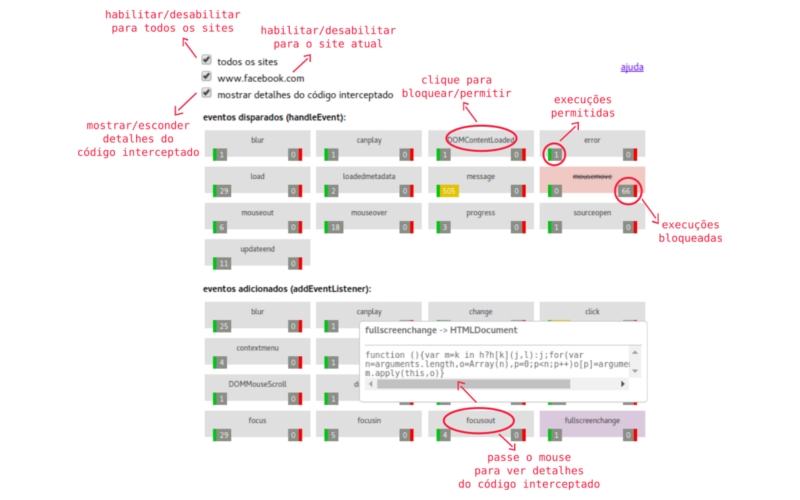 habilitar/desabilitar
para todos os sites
habilitar/desabilitar
para o site atual
todos os sites
www.facebook.com
mostrar detalhes do código interceptado
ajuda
clique para
bloquear/permitir
execuções
permitidas
mostrar/esconder
detalhes do
código interceptado
eventos disparados (handleEvent):
blur canplay DOMContentLoaded error
1 0 1 0 1 0 1 0
load loadedmetadata message mousemove
29 0 2 0 505 0 0 66
mouseout mouseover progress sourceopen
6 0 18 0 3 0 1 0
execuções
bloqueadas
updateend
11 0
eventos adicionados (addEventListener):
blur canplay change click
25 0 1
fullscreenchange -> HTMLDocument
contextmenu
4 0
function (){var m=k in h?h[k](j,l):j;for(var
n=arguments.length,o=Array(n),p=0;p<n;p++)o[p]=argume
m.apply(this,o)}
DOMMouseScroll
1 0 1 0 1 0 1 0
focus focusin focusout fullscreenchange
29 0 5 0 4 0 1 0
passe o mouse
para ver detalhes
do código interceptado